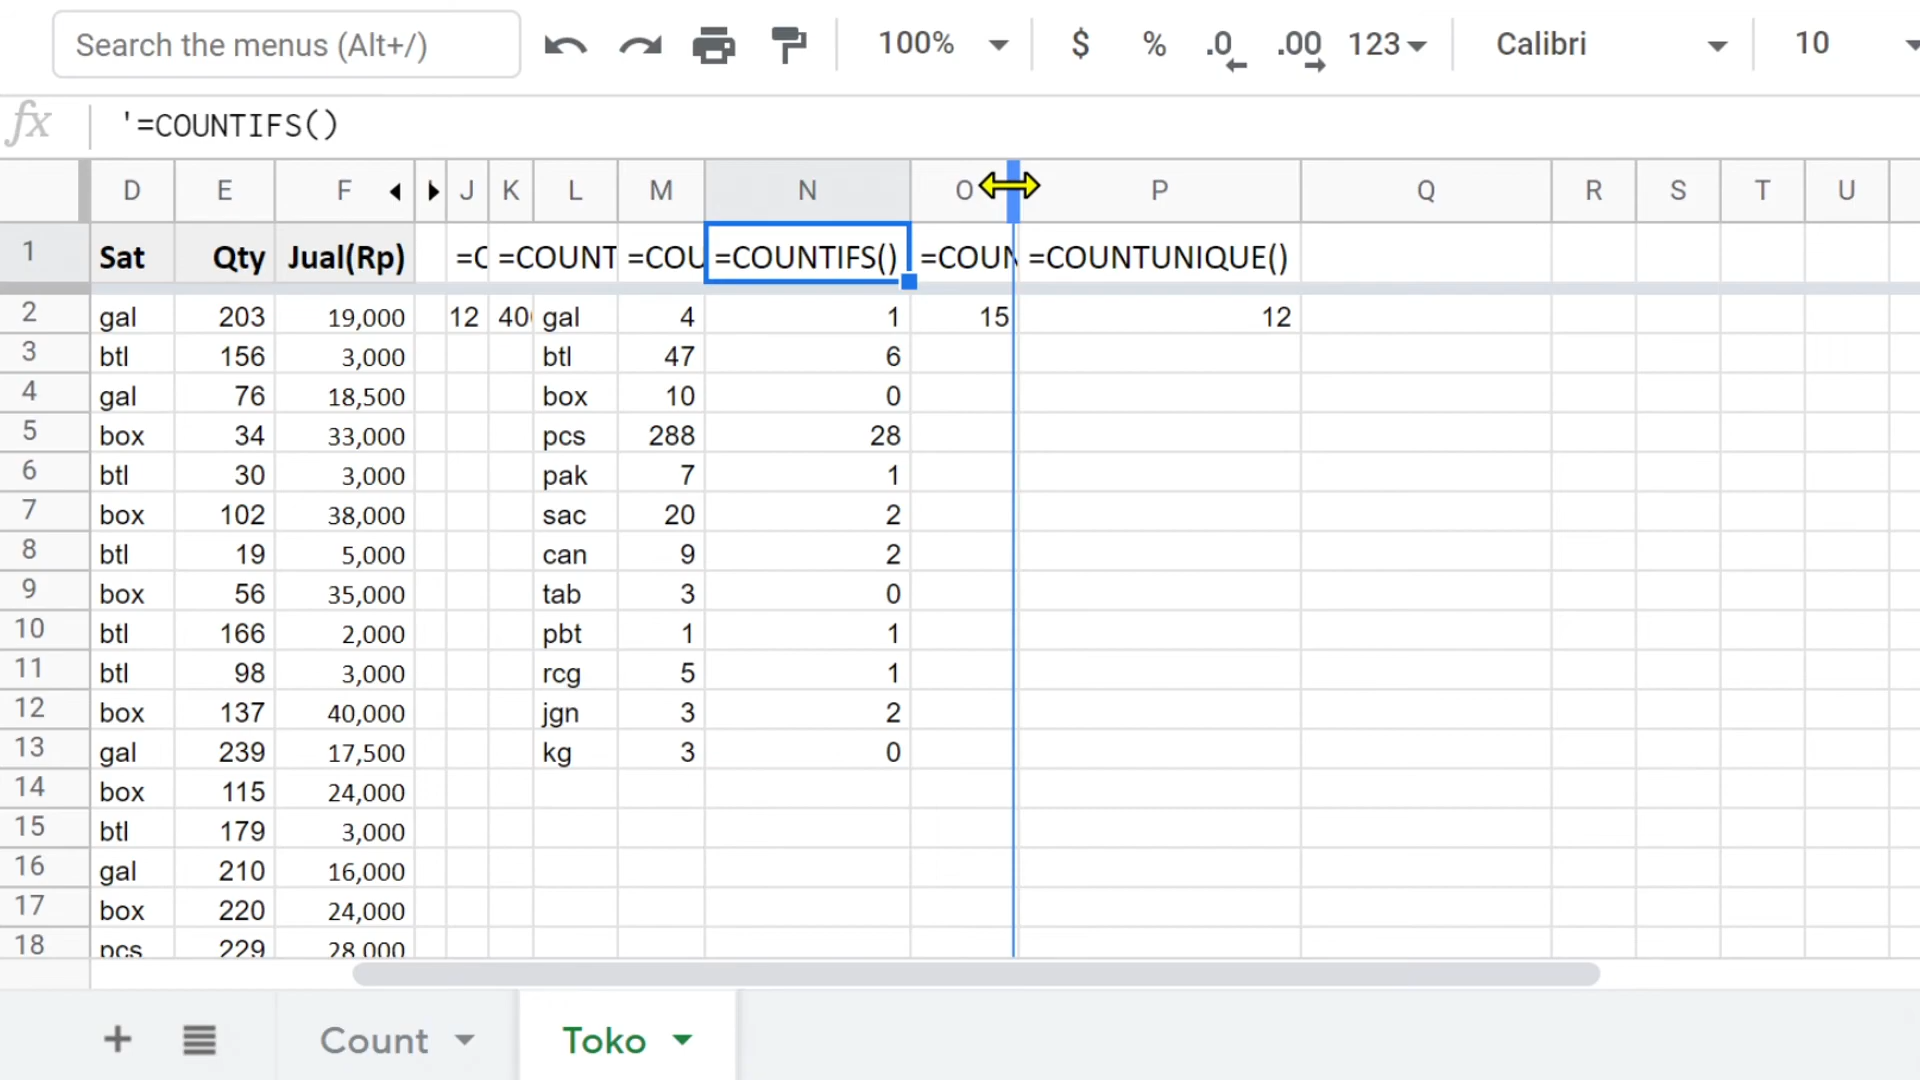 Search the menus (Alt+/) 100% $ % .0 .00 123 Calibri 10
fx '=COUNTIFS()
D E F J K L M N O P Q R S T U
1 Sat Qty Jual(Rp) =C =COUNT =COU =COUNTIFS() =COUN =COUNTUNIQUE()
2 gal 203 19,000 12 40 gal 4 1 15 12
3 btl 156 3,000 btl 47 6
4 gal 76 18,500 box 10 0
5 box 34 33,000 pcs 288 28
6 btl 30 3,000 pak 7 1
7 box 102 38,000 sac 20 2
8 btl 19 5,000 can 9 2
9 box 56 35,000 tab 3 0
10 btl 166 2,000 pbt 1 1
11 btl 98 3,000 rcg 5 1
12 box 137 40,000 jgn 3 2
13 gal 239 17,500 kg 3 0
14 box 115 24,000
15 btl 179 3,000
16 gal 210 16,000
17 box 220 24,000
18 pcs 229 28,000
+ Count Toko